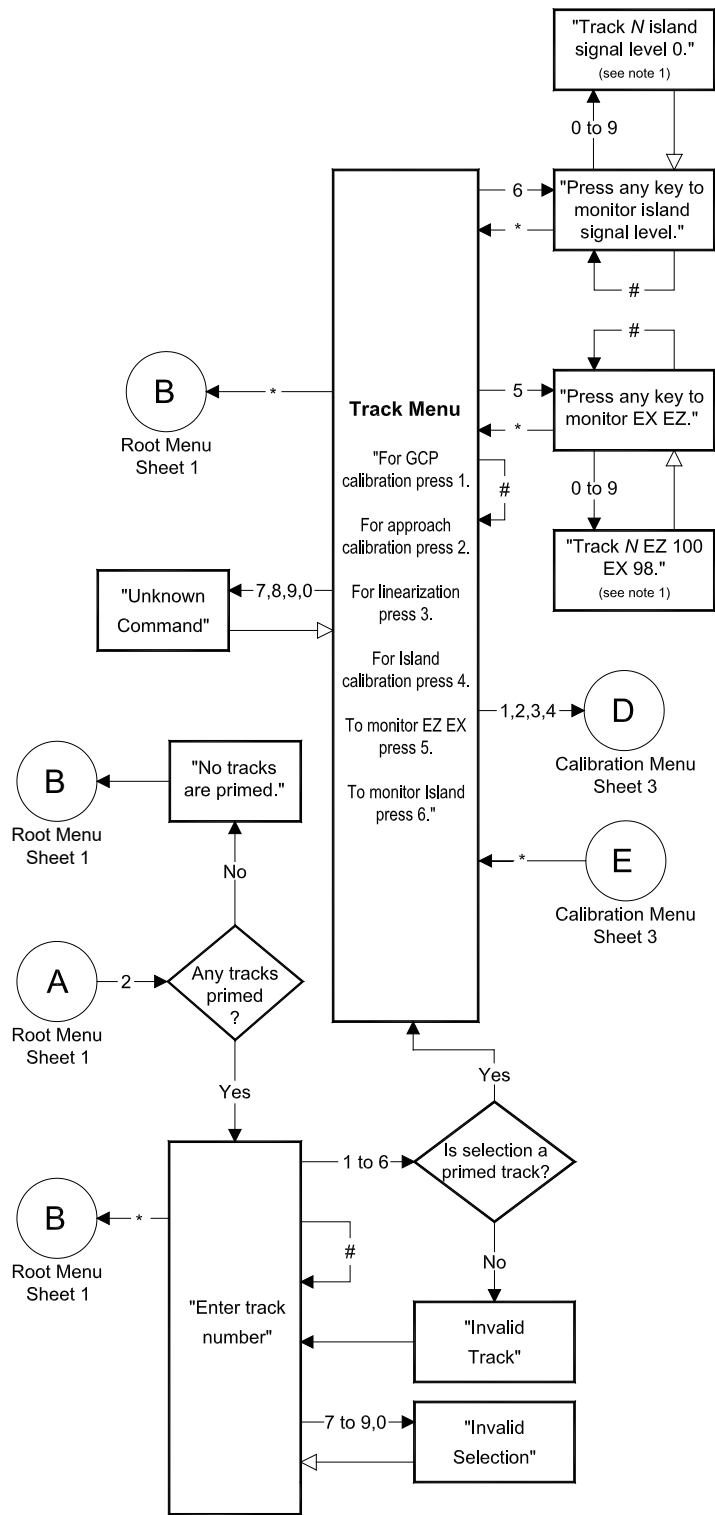 "Track N island
signal level 0."
(see note 1)
0 to 9
6
"Press any key to
monitor island
signal level."
*
#
#
B
Root Menu
Sheet 1
*
Track Menu
"For GCP
calibration press 1.
For approach
calibration press 2.
For linearization
press 3.
For Island
calibration press 4.
To monitor EZ EX
press 5.
To monitor Island
press 6."
5
"Press any key to
monitor EX EZ."
*
#
0 to 9
"Track N EZ 100
EX 98."
(see note 1)
"Unknown
Command"
7,8,9,0
1,2,3,4
D
Calibration Menu
Sheet 3
B
Root Menu
Sheet 1
"No tracks
are primed."
*
E
Calibration Menu
Sheet 3
No
A
Root Menu
Sheet 1
2
Any tracks
primed
?
Yes
Yes
1 to 6
Is selection a
primed track?
B
Root Menu
Sheet 1
*
#
No
"Enter track
number"
"Invalid
Track"
7 to 9,0
"Invalid
Selection"